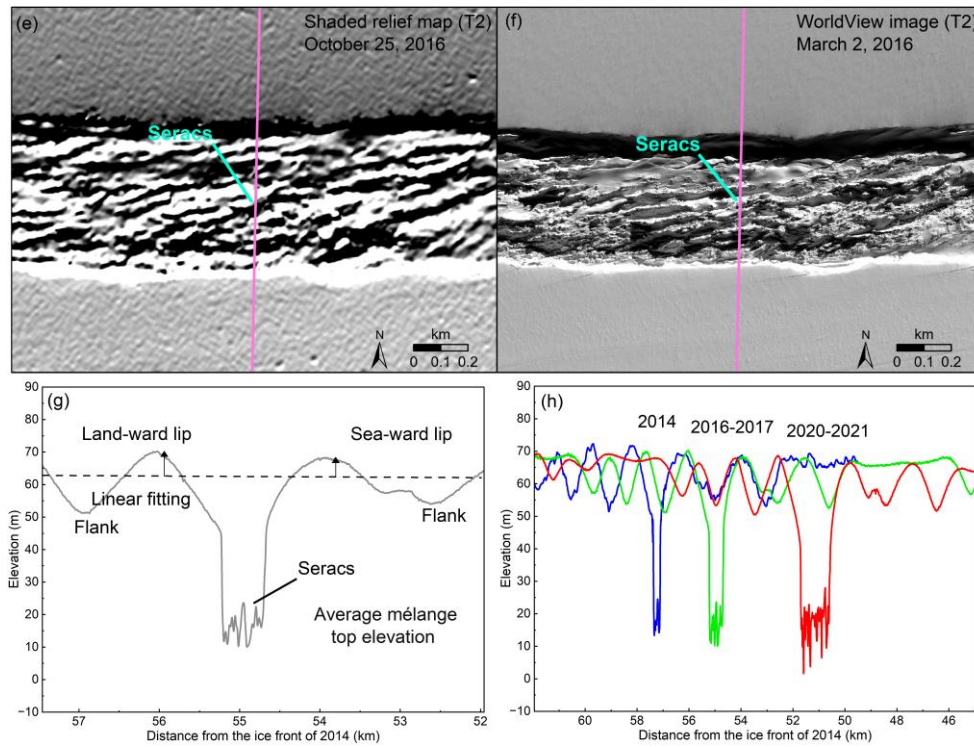 (e)
Shaded relief map (T2)
October 25, 2016
Seracs
N
km
0 0.1 0.2
(f)
WorldView image (T2)
March 2, 2016
Seracs
N
km
0 0.1 0.2
(g)
90
80
70
60
50
40
30
20
10
0
−10
Elevation (m)
Land-ward lip
Sea-ward lip
Linear fitting
Flank
Flank
Seracs
Average mélange
top elevation
57 56 55 54 53 52
Distance from the ice front of 2014 (km)
(h)
90
80
70
60
50
40
30
20
10
0
−10
Elevation (m)
2014 2016-2017 2020-2021
60 58 56 54 52 50 48 46
Distance from the ice front of 2014 (km)